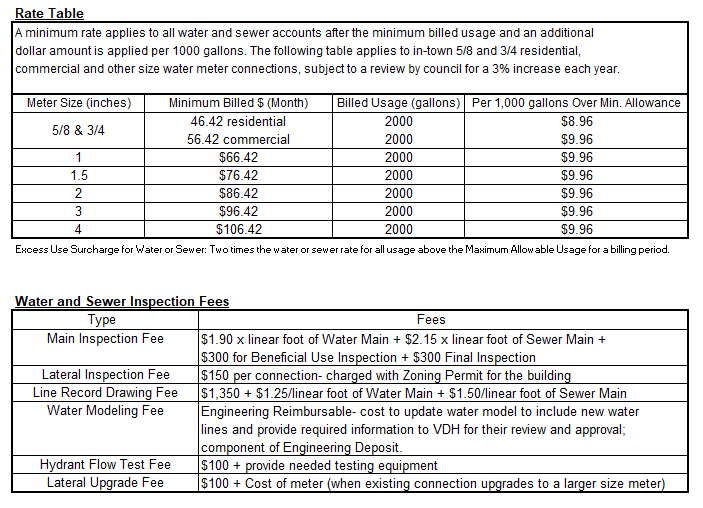 Rate Table
A minimum rate applies to all water and sewer accounts after the minimum billed usage and an additional
dollar amount is applied per 1000 gallons. The following table applies to in-town 5/8 and 3/4 residential,
commercial and other size water meter connections, subject to a review by council for a 3% increase each year.
Meter Size (inches) Minimum Billed $ (Month) Billed Usage (gallons) Per 1,000 gallons Over Min. Allowance
5/8 & 3/4 46.42 residential 2000 $8.96
56.42 commercial 2000 $9.96
1 $66.42 2000 $9.96
1.5 $76.42 2000 $9.96
2 $86.42 2000 $9.96
3 $96.42 2000 $9.96
4 $106.42 2000 $9.96
Excess Use Surcharge for Water or Sewer: Two times the water or sewer rate for all usage above the Maximum Allowable Usage for a billing period.
Water and Sewer Inspection Fees
Type Fees
Main Inspection Fee $1.90 x linear foot of Water Main + $2.15 x linear foot of Sewer Main +
$300 for Beneficial Use Inspection + $300 Final Inspection
Lateral Inspection Fee $150 per connection- charged with Zoning Permit for the building
Line Record Drawing Fee $1,350 + $1.25/linear foot of Water Main + $1.50/linear foot of Sewer Main
Water Modeling Fee Engineering Reimbursable- cost to update water model to include new water
lines and provide required information to VDH for their review and approval;
component of Engineering Deposit.
Hydrant Flow Test Fee $100 + provide needed testing equipment
Lateral Upgrade Fee $100 + Cost of meter (when existing connection upgrades to a larger size meter)